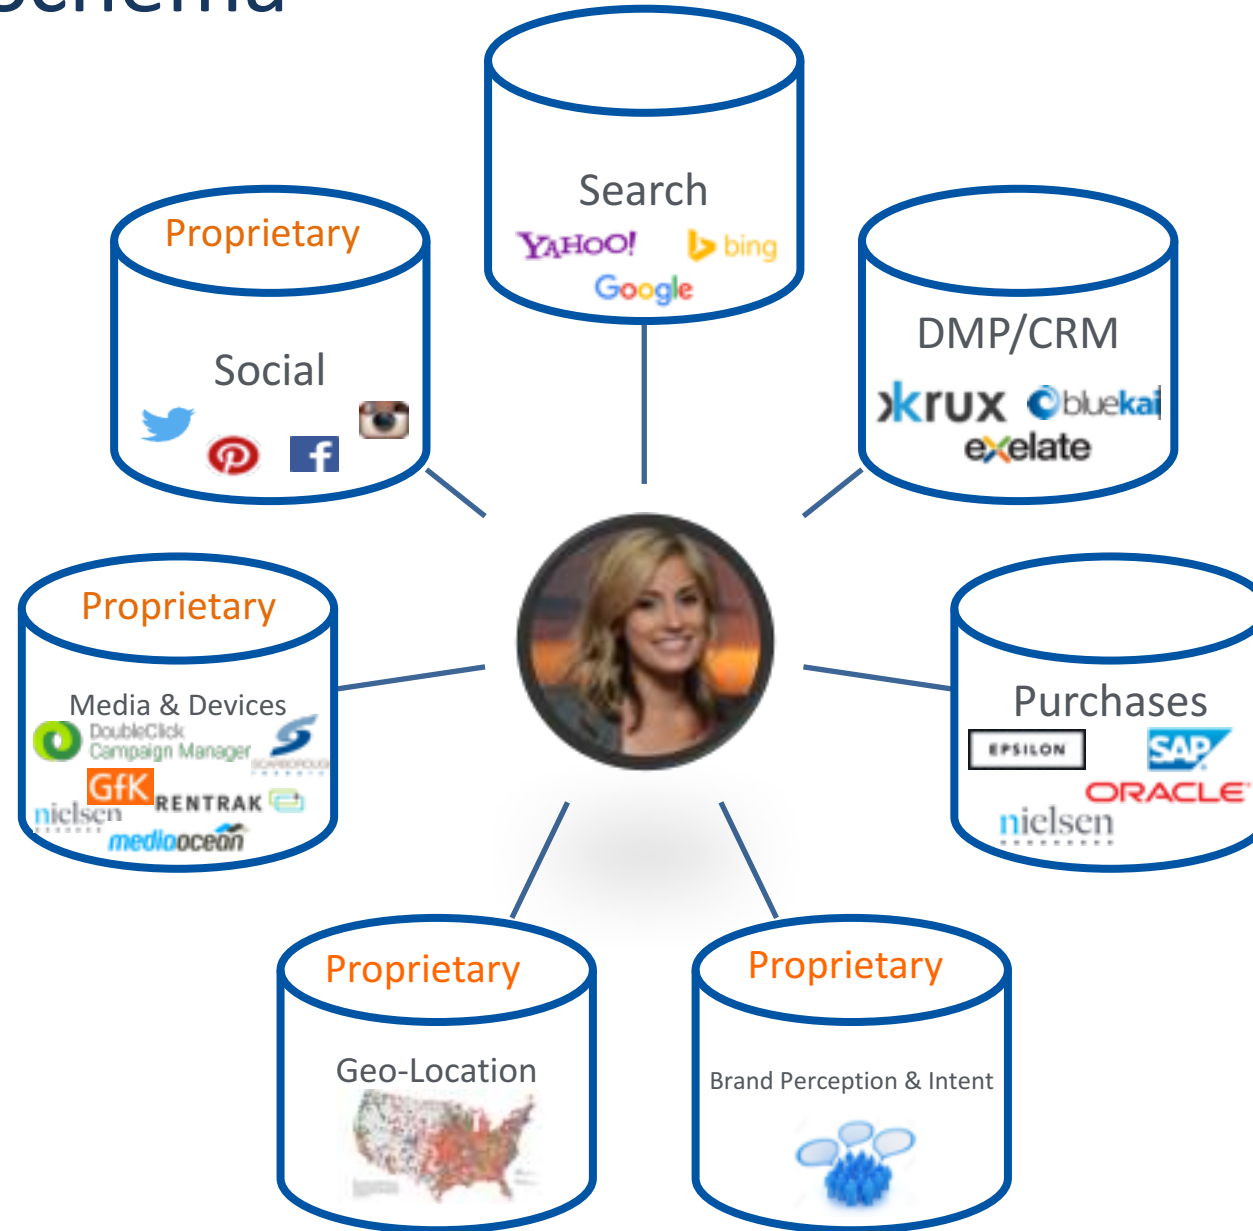 Schema
Search
YAHOO!
bing
Google
Proprietary
Social
DMP/CRM
krux
bluekai
exelate
Proprietary
Media & Devices
DoubleClick
Campaign Manager
SCARBOROUGH
GfK
nielsen
RENTRAK
mediaocean
Purchases
EPSILON
SAP
ORACLE
nielsen
Proprietary
Geo-Location
Proprietary
Brand Perception & Intent